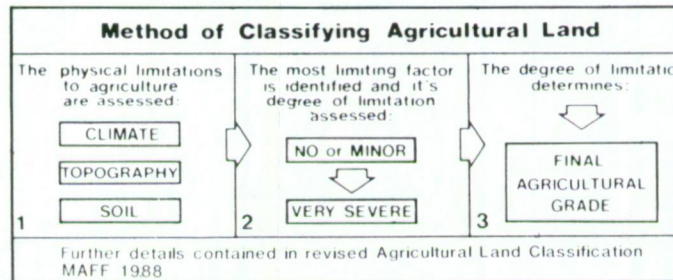 Method of Classifying Agricultural Land
The physical limitations
to agriculture
are assessed:
CLIMATE
TOPOGRAPHY
SOIL
1
The most limiting factor
is identified and it's
degree of limitation
assessed:
NO or MINOR
VERY SEVERE
2
The degree of limitatio
determines:
FINAL
AGRICULTURAL
GRADE
3
Further details contained in revised Agricultural Land Classification
MAFF 1988